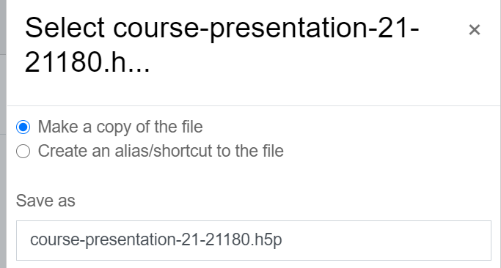 Select course-presentation-21-
21180.h...
×
Make a copy of the file
Create an alias/shortcut to the file
Save as
course-presentation-21-21180.h5p